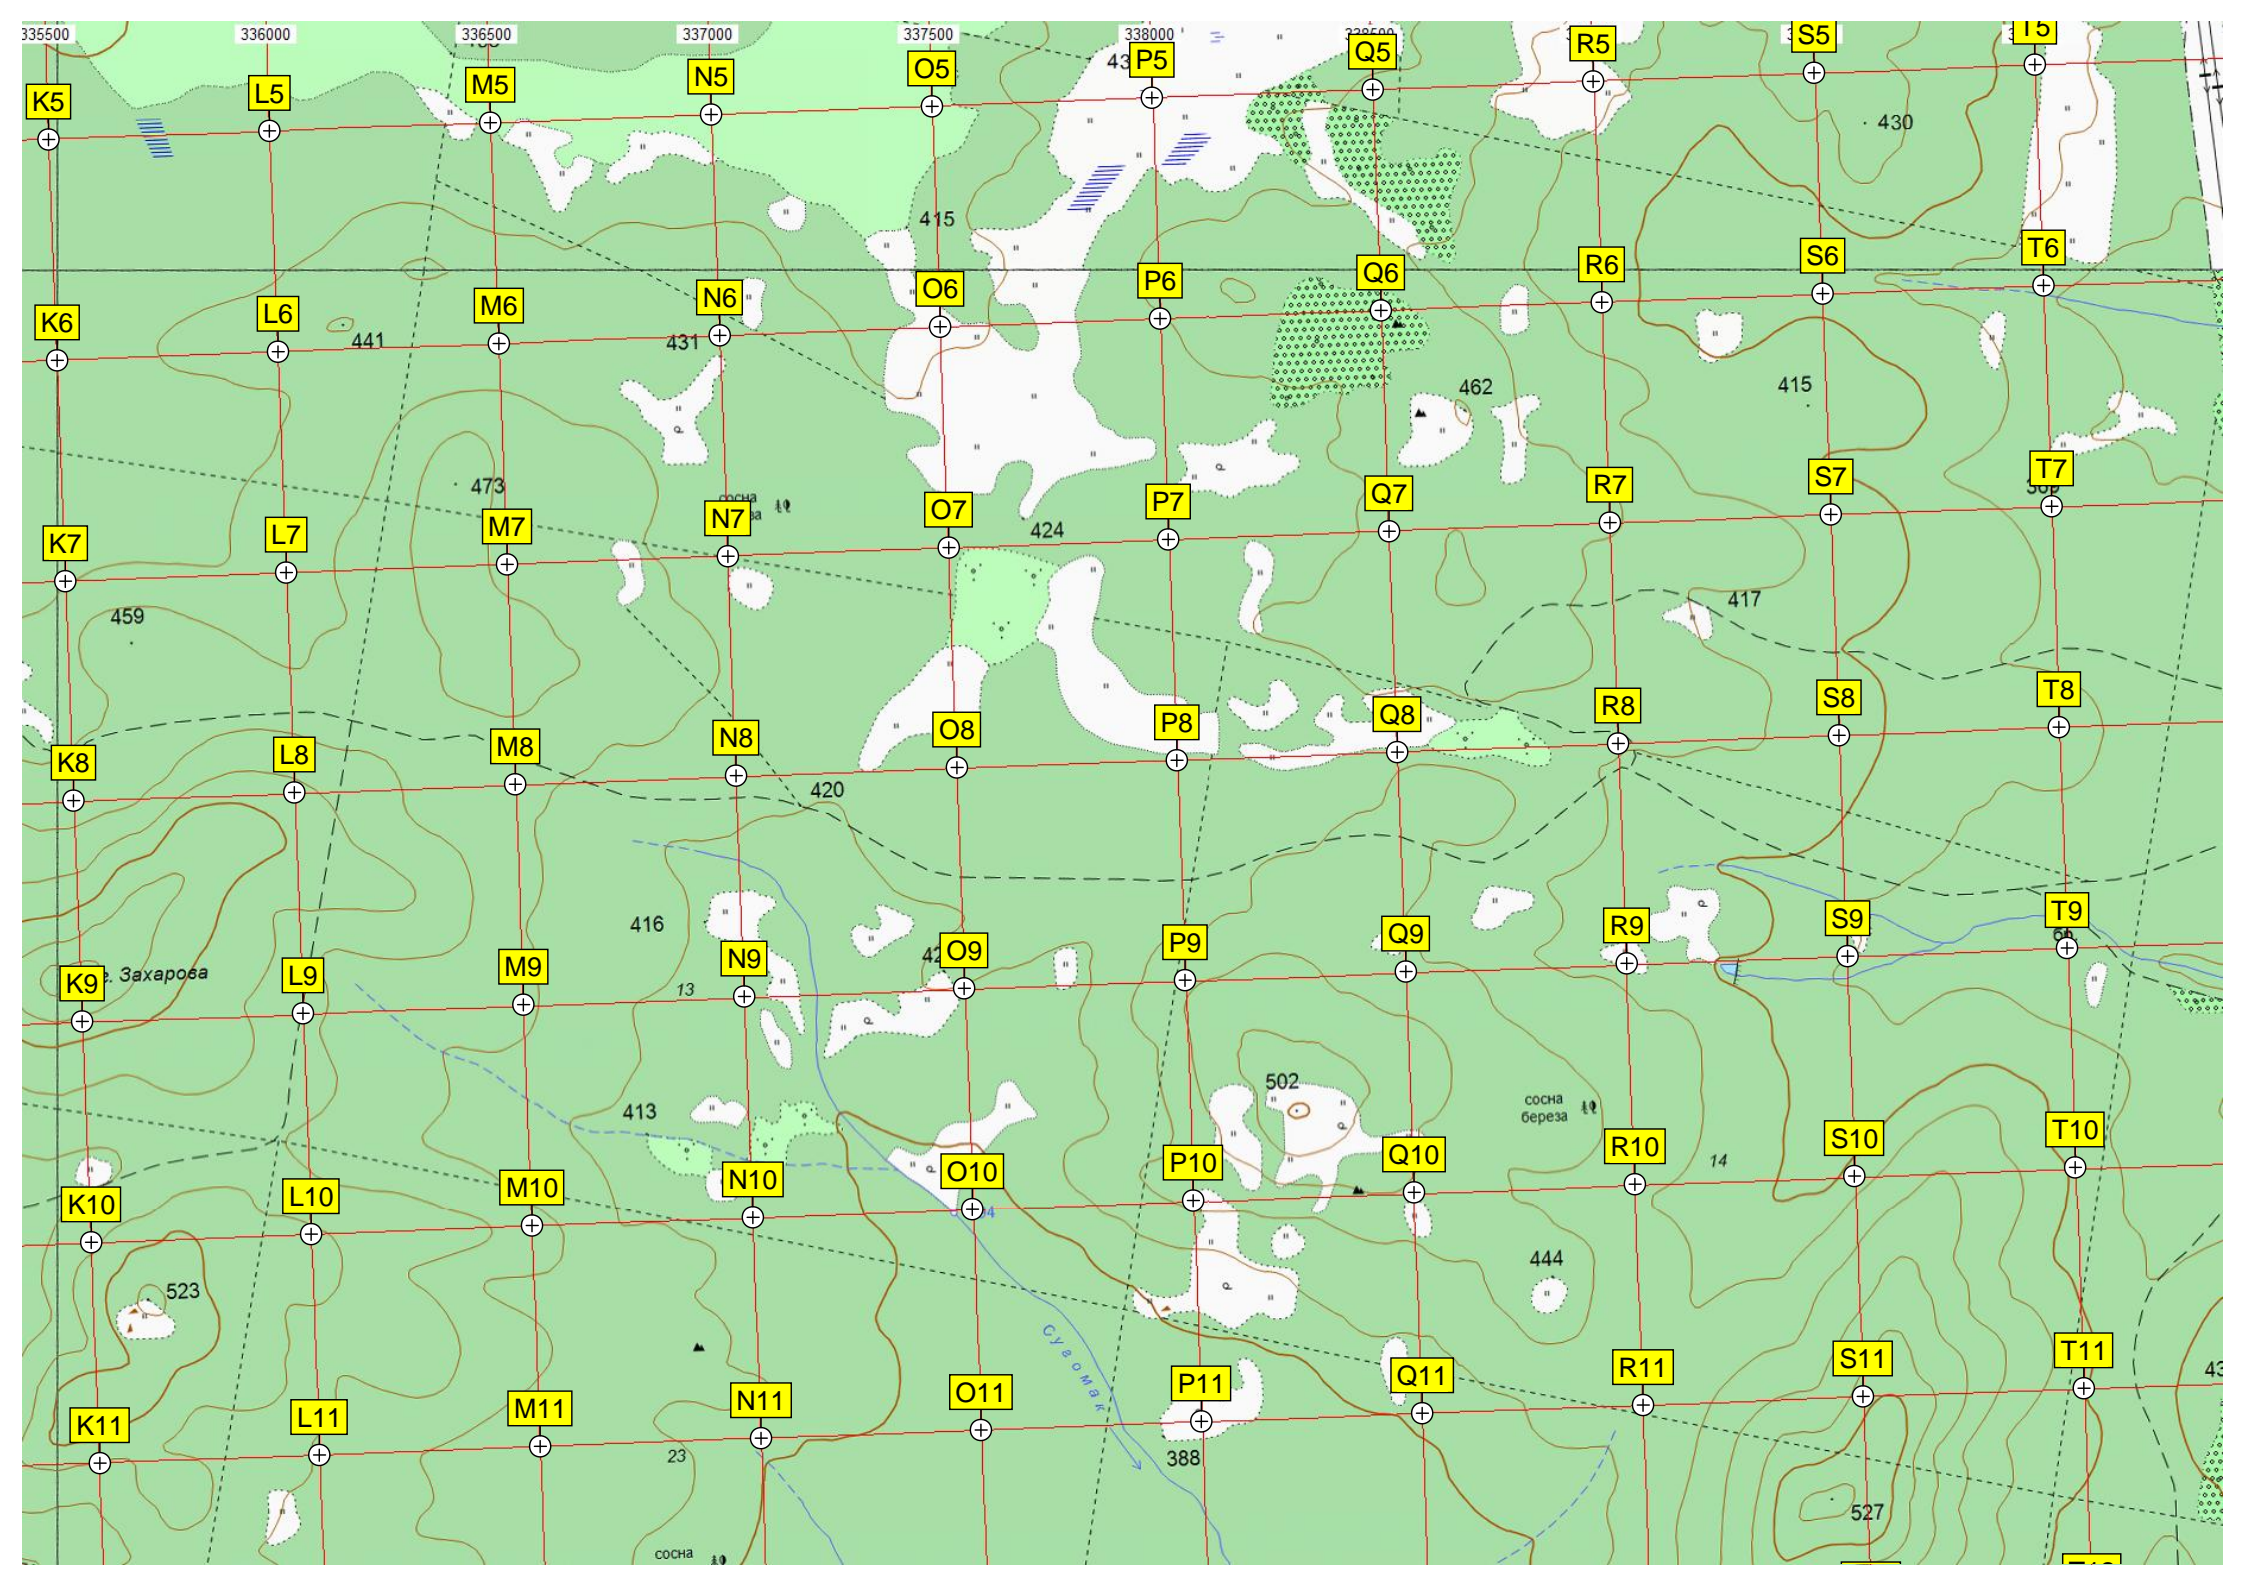 335500 336000 336500 337000 337500 338000 338500
K5 L5 M5 N5 O5 P5 Q5 R5 S5 T5
430
415
K6 L6 M6 N6 O6 P6 Q6 R6 S6 T6
441 431 462 415
473
сосна
K7 L7 M7 N7 O7 P7 Q7 R7 S7 T7
424
459 417
K8 L8 M8 N8 O8 P8 Q8 R8 S8 T8
420
416
г. Захарова
K9 L9 M9 N9 O9 P9 Q9 R9 S9 T9
13
502
413
сосна
береза
14
K10 L10 M10 N10 O10 P10 Q10 R10 S10 T10
523 444
Сугомак
K11 L11 M11 N11 O11 P11 Q11 R11 S11 T11
23 388
527
сосна